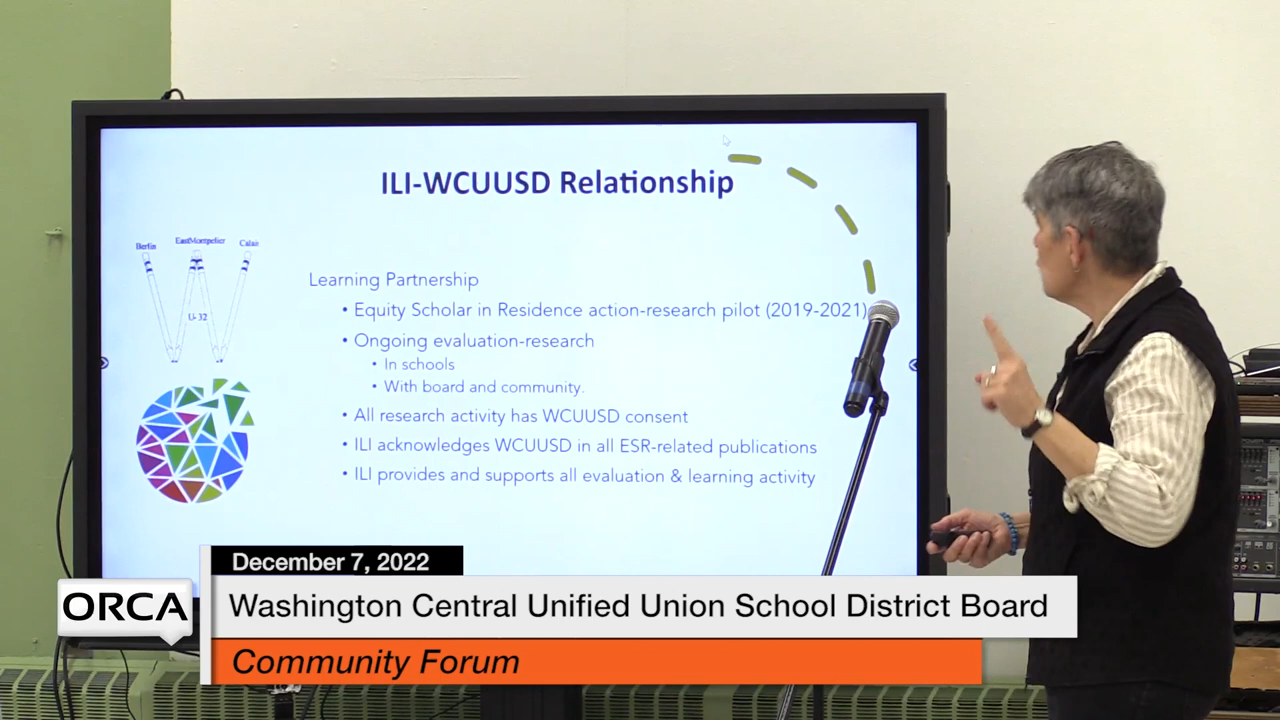 ILI-WCUUSD Relationship
Berlin
EastMontpelier
Calais
U-32
Learning Partnership
• Equity Scholar in Residence action-research pilot (2019-2021)
• Ongoing evaluation-research
• In schools
• With board and community.
• All research activity has WCUUSD consent
• ILI acknowledges WCUUSD in all ESR-related publications
• ILI provides and supports all evaluation & learning activity
December 7, 2022
ORCA
Washington Central Unified Union School District Board
Community Forum